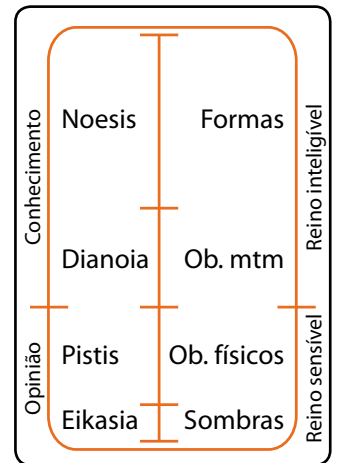 Conhecimento
Noesis
Formas
Reino inteligível
Dianoia
Ob. mtm
Opinião
Pistis
Ob. físicos
Reino sensível
Eikasia
Sombras